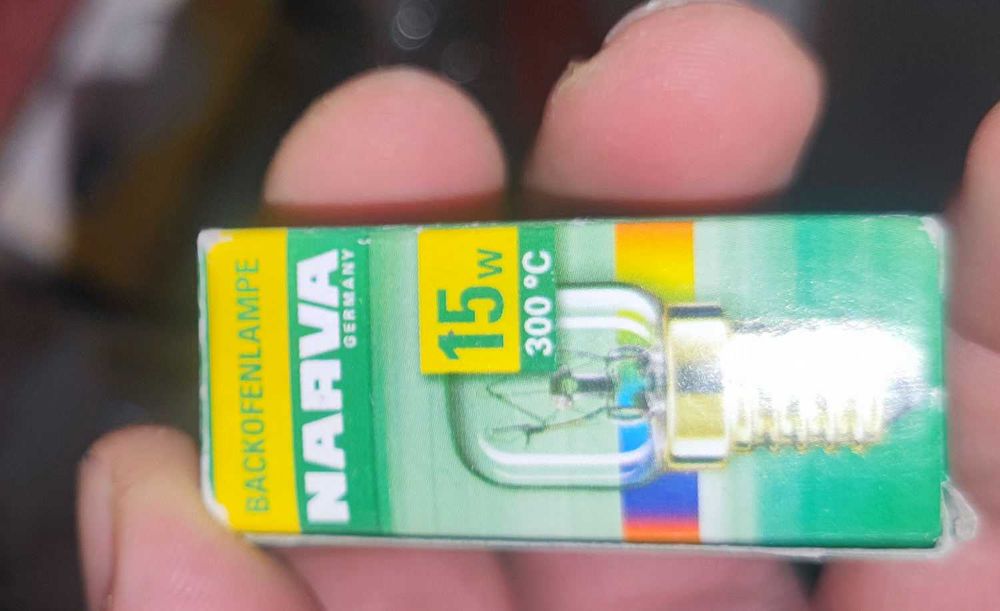 BACKOFENLAMPE
NARVA
GERMANY
15W
300 °C